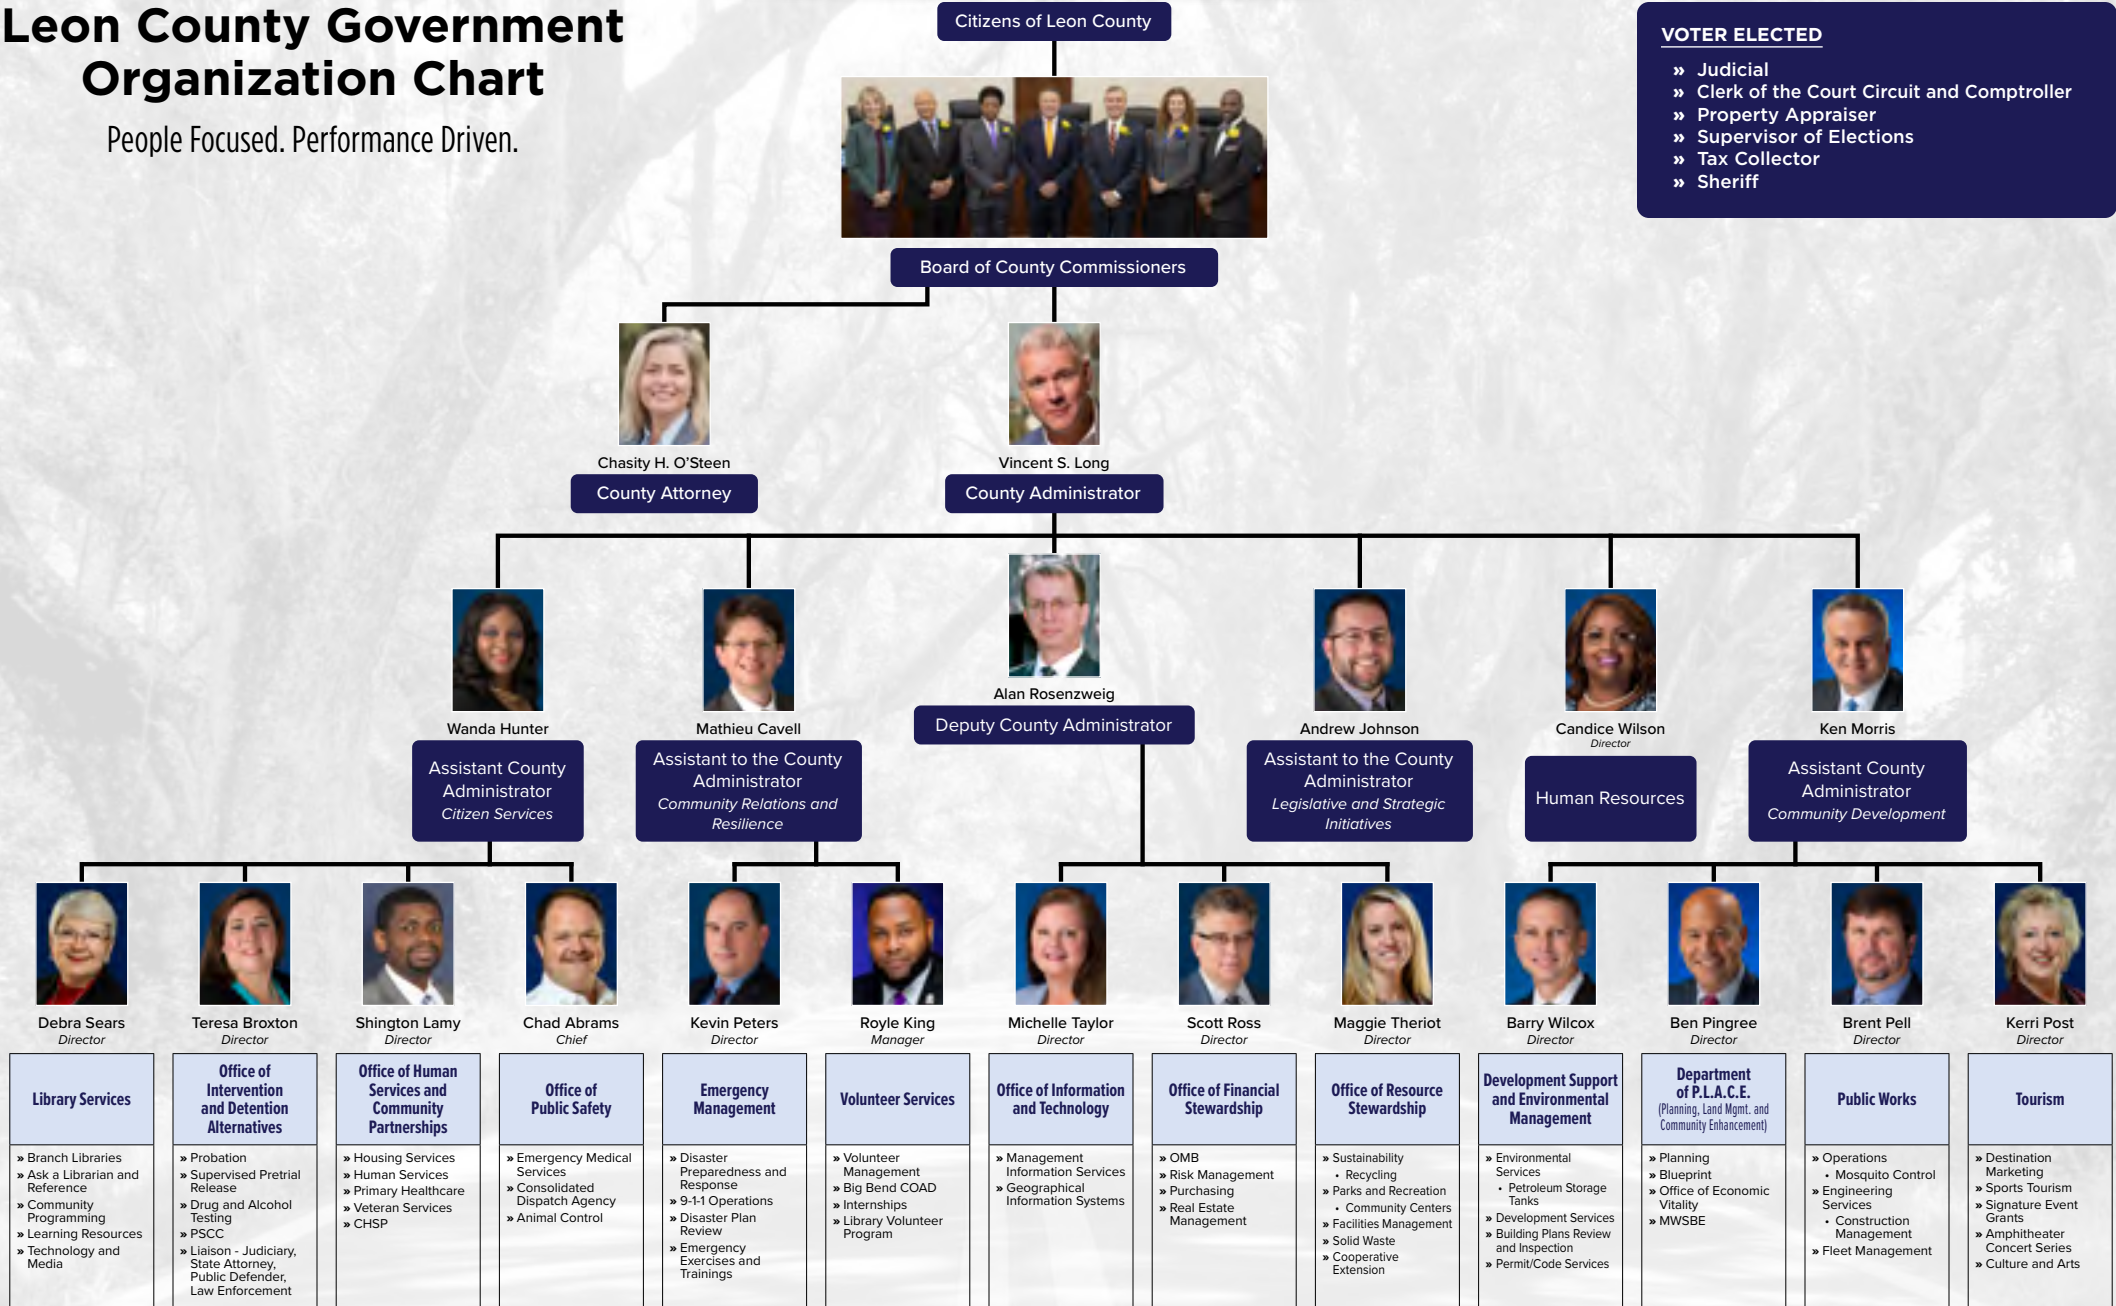 Leon County Government
Organization Chart
People Focused. Performance Driven.
Citizens of Leon County
VOTER ELECTED
» Judicial
» Clerk of the Court Circuit and Comptroller
» Property Appraiser
» Supervisor of Elections
» Tax Collector
» Sheriff
Board of County Commissioners
Chasity H. O'Steen
County Attorney
Vincent S. Long
County Administrator
Wanda Hunter
Assistant County
Administrator
Citizen Services
Mathieu Cavell
Assistant to the County
Administrator
Community Relations and
Resilience
Alan Rosenzweig
Deputy County Administrator
Andrew Johnson
Assistant to the County
Administrator
Legislative and Strategic
Initiatives
Candice Wilson
Director
Human Resources
Ken Morris
Assistant County
Administrator
Community Development
Debra Sears
Director
Library Services
» Branch Libraries
» Ask a Librarian and
Reference
» Community
Programming
» Learning Resources
» Technology and
Media
Teresa Broxton
Director
Office of
Intervention
and Detention
Alternatives
» Probation
» Supervised Pretrial
Release
» Drug and Alcohol
Testing
» PSCC
» Liaison - Judiciary,
State Attorney,
Public Defender,
Law Enforcement
Shington Lamy
Director
Office of Human
Services and
Community
Partnerships
» Housing Services
» Human Services
» Primary Healthcare
» Veteran Services
» CHSP
Chad Abrams
Chief
Office of
Public Safety
» Emergency Medical
Services
» Consolidated
Dispatch Agency
» Animal Control
Kevin Peters
Director
Emergency
Management
» Disaster
Preparedness and
Response
» 9-1-1 Operations
» Disaster Plan
Review
» Emergency
Exercises and
Trainings
Royle King
Manager
Volunteer Services
» Volunteer
Management
» Big Bend COAD
» Internships
» Library Volunteer
Program
Michelle Taylor
Director
Office of Information
and Technology
» Management
Information Services
» Geographical
Information Systems
Scott Ross
Director
Office of Financial
Stewardship
» OMB
» Risk Management
» Purchasing
» Real Estate
Management
Maggie Theriot
Director
Office of Resource
Stewardship
» Sustainability
• Recycling
» Parks and Recreation
• Community Centers
» Facilities Management
» Solid Waste
» Cooperative
Extension
Barry Wilcox
Director
Development Support
and Environmental
Management
» Environmental
Services
• Petroleum Storage
Tanks
» Development Services
» Building Plans Review
and Inspection
» Permit/Code Services
Ben Pingree
Director
Department
of P.L.A.C.E.
(Planning, Land Mgmt. and
Community Enhancement)
» Planning
» Blueprint
» Office of Economic
Vitality
» MWSBE
Brent Pell
Director
Public Works
» Operations
• Mosquito Control
» Engineering
Services
• Construction
Management
» Fleet Management
Kerri Post
Director
Tourism
» Destination
Marketing
» Sports Tourism
» Signature Event
Grants
» Amphitheater
Concert Series
» Culture and Arts